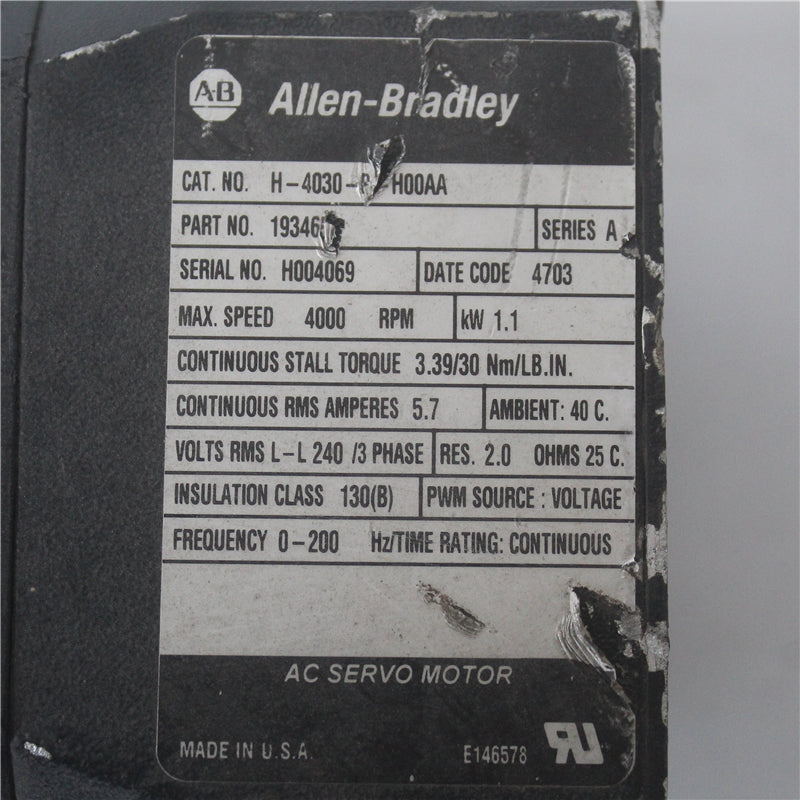 A-B Allen-Bradley
CAT. NO. H-4030- -H00AA
PART NO. 19346 SERIES A
SERIAL NO. H004069 DATE CODE 4703
MAX. SPEED 4000 RPM kW 1.1
CONTINUOUS STALL TORQUE 3.39/30 Nm/LB.IN.
CONTINUOUS RMS AMPERES 5.7 AMBIENT: 40 C.
VOLTS RMS L-L 240 /3 PHASE RES. 2.0 OHMS 25 C.
INSULATION CLASS 130(B) PWM SOURCE : VOLTAGE
FREQUENCY 0-200 Hz/TIME RATING: CONTINUOUS
AC SERVO MOTOR
MADE IN U.S.A. E146578 RU